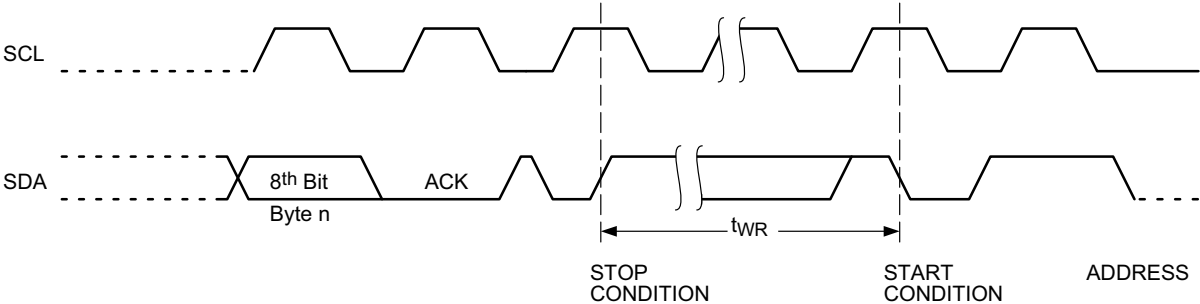 SCL
SDA
8th Bit
ACK
Byte n
tWR
STOP
CONDITION
START
CONDITION
ADDRESS